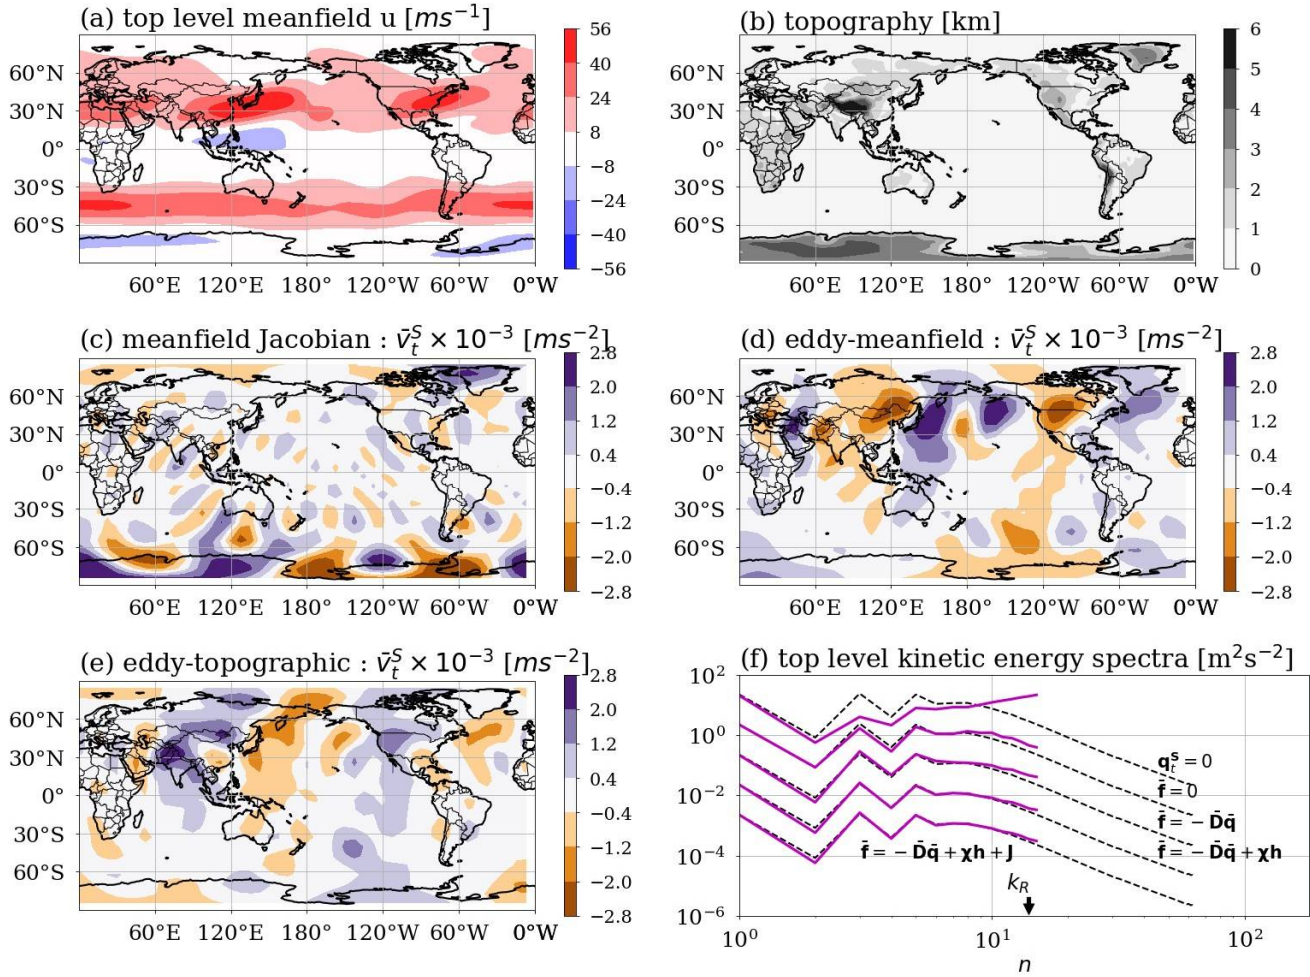 (a) top level meanfield u [ms⁻¹]
60°N
30°N
0°
30°S
60°S
60°E 120°E 180° 120°W 60°W 0°W
56
40
24
8
−8
−24
−40
−56
(b) topography [km]
60°N
30°N
0°
30°S
60°S
60°E 120°E 180° 120°W 60°W 0°W
6
5
4
3
2
1
0
(c) meanfield Jacobian : v̄ₜˢ × 10⁻³ [ms⁻²]
60°N
30°N
0°
30°S
60°S
60°E 120°E 180° 120°W 60°W 0°W
2.8
2.0
1.2
0.4
−0.4
−1.2
−2.0
−2.8
(d) eddy-meanfield : v̄ₜˢ × 10⁻³ [ms⁻²]
60°N
30°N
0°
30°S
60°S
60°E 120°E 180° 120°W 60°W 0°W
2.8
2.0
1.2
0.4
−0.4
−1.2
−2.0
−2.8
(e) eddy-topographic : v̄ₜˢ × 10⁻³ [ms⁻²]
60°N
30°N
0°
30°S
60°S
60°E 120°E 180° 120°W 60°W 0°W
2.8
2.0
1.2
0.4
−0.4
−1.2
−2.0
−2.8
(f) top level kinetic energy spectra [m²s⁻²]
10²
10⁰
10⁻²
10⁻⁴
10⁻⁶
qₜˢ = 0
f̄ = 0
f̄ = − D̄q̄
f̄ = − D̄q̄ + χh
f̄ = − D̄q̄ + χh + J
k_R
10⁰ 10¹ 10²
n